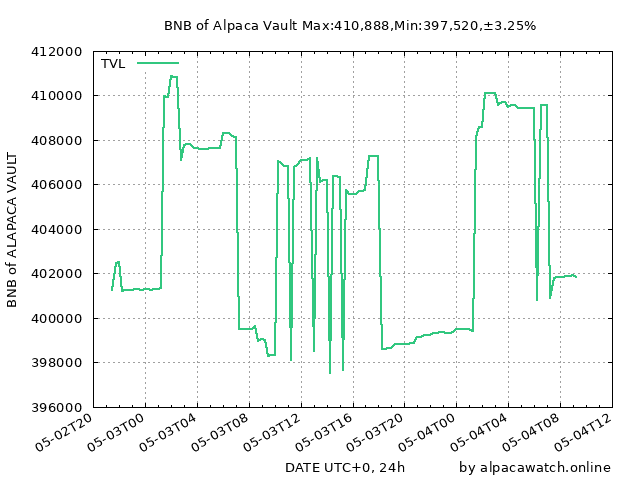 BNB of Alpaca Vault Max:410,888,Min:397,520,±3.25%
412000
TVL
410000
408000
406000
404000
402000
400000
398000
396000
BNB of ALAPACA VAULT
05-02T20 05-03T00 05-03T04 05-03T08 05-03T12 05-03T16 05-03T20 05-04T00 05-04T04 05-04T08 05-04T12
DATE UTC+0, 24h by alpacawatch.online